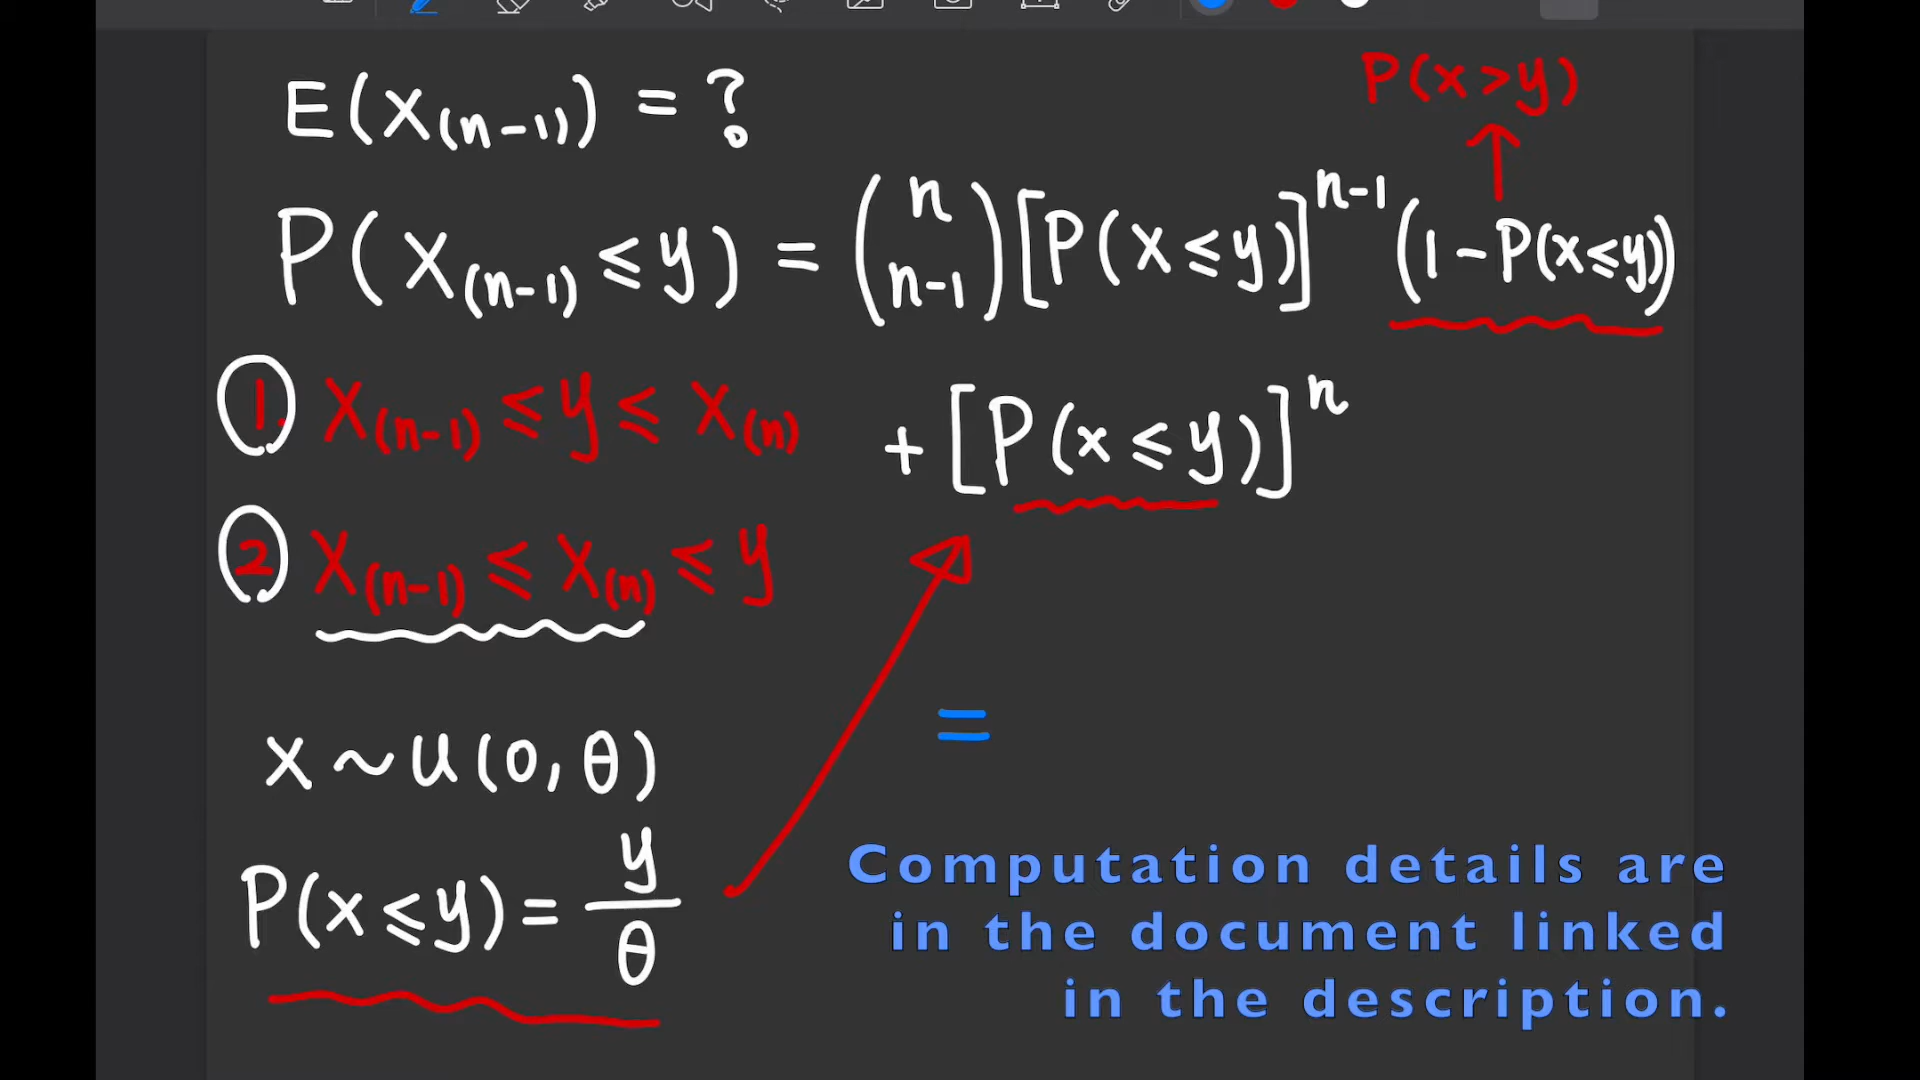 E(X(n-1)) = ?
P(x>y)
P(X(n-1) ≤ y) = (n n-1) [P(x≤y)]^n-1 (1-P(x≤y))
+ [P(x≤y)]^n
1. X(n-1) ≤ y ≤ X(n)
2. X(n-1) ≤ X(n) ≤ y
=
X ~ U(0, θ)
P(x≤y) = y/θ
Computation details are
in the document linked
in the description.